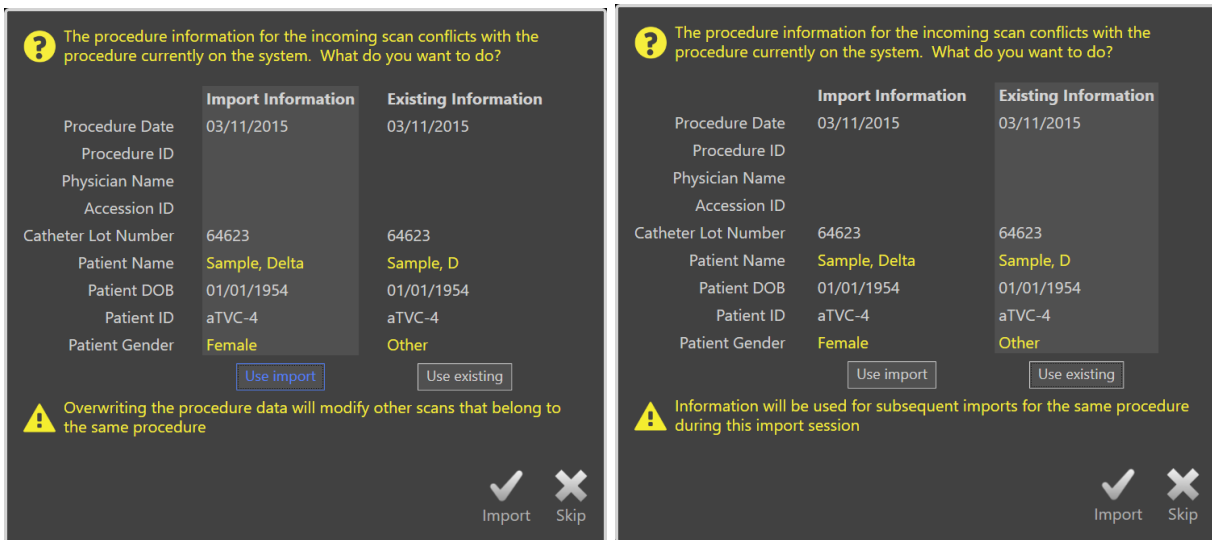 The procedure information for the incoming scan conflicts with the
procedure currently on the system.  What do you want to do?
Import Information Existing Information
Procedure Date 03/11/2015 03/11/2015
Procedure ID
Physician Name
Accession ID
Catheter Lot Number 64623 64623
Patient Name Sample, Delta Sample, D
Patient DOB 01/01/1954 01/01/1954
Patient ID aTVC-4 aTVC-4
Patient Gender Female Other
Use import Use existing
Overwriting the procedure data will modify other scans that belong to
the same procedure
Import Skip
The procedure information for the incoming scan conflicts with the
procedure currently on the system.  What do you want to do?
Import Information Existing Information
Procedure Date 03/11/2015 03/11/2015
Procedure ID
Physician Name
Accession ID
Catheter Lot Number 64623 64623
Patient Name Sample, Delta Sample, D
Patient DOB 01/01/1954 01/01/1954
Patient ID aTVC-4 aTVC-4
Patient Gender Female Other
Use import Use existing
Information will be used for subsequent imports for the same procedure
during this import session
Import Skip